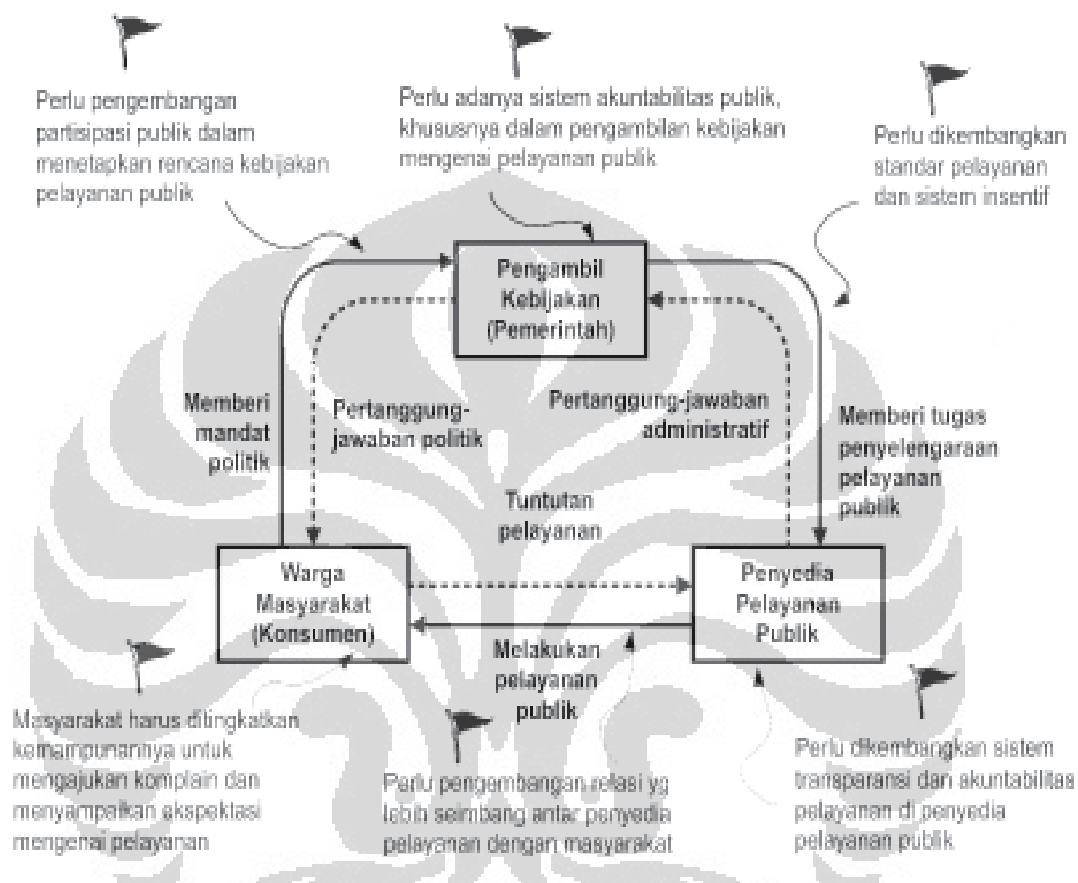 Perlu pengembangan
partisipasi publik dalam
menetapkan rencana kebijakan
pelayanan publik
Perlu adanya sistem akuntabilitas publik,
khususnya dalam pengambilan kebijakan
mengenai pelayanan publik
Perlu dikembangkan
standar pelayanan
dan sistem insentif
Pengambil
Kebijakan
(Pemerintah)
Memberi
mandat
politik
Pertanggung-
jawaban politik
Pertanggung-jawaban
administratif
Memberi tugas
penyelengaraan
pelayanan
publik
Tuntutan
pelayanan
Warga
Masyarakat
(Konsumen)
Penyedia
Pelayanan
Publik
Melakukan
pelayanan
publik
Masyarakat harus ditingkatkan
kemampunannya untuk
mengajukan komplain dan
menyampaikan ekspektasi
mengenai pelayanan
Perlu pengembangan relasi yg
lebih seimbang antar penyedia
pelayanan dengan masyarakat
Perlu dikembangkan sistem
transparansi dan akuntabilitas
pelayanan di penyedia
pelayanan publik